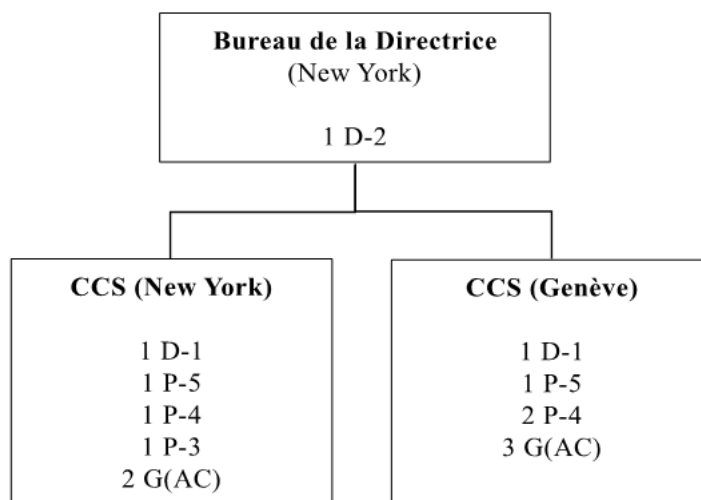 Bureau de la Directrice
(New York)
1 D-2
CCS (New York)
1 D-1
1 P-5
1 P-4
1 P-3
2 G(AC)
CCS (Genève)
1 D-1
1 P-5
2 P-4
3 G(AC)